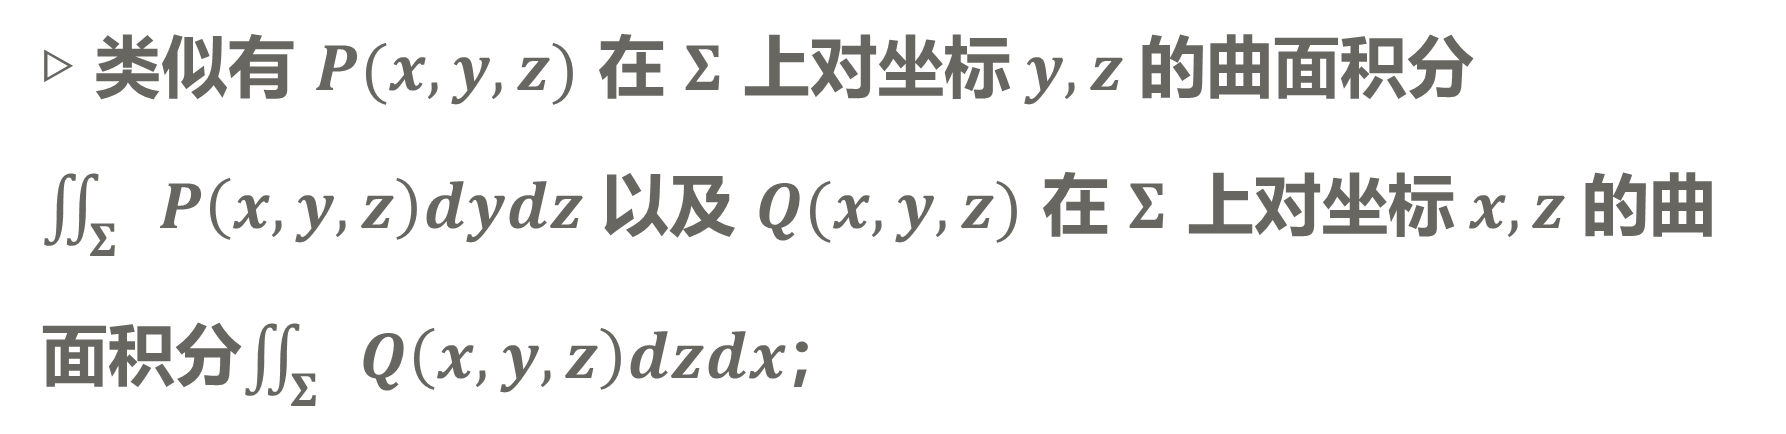 ▷ 类似有 P(x, y, z) 在 Σ 上对坐标 y, z 的曲面积分
∬_Σ P(x, y, z)dydz 以及 Q(x, y, z) 在 Σ 上对坐标 x, z 的曲
面积分∬_Σ Q(x, y, z)dzdx;